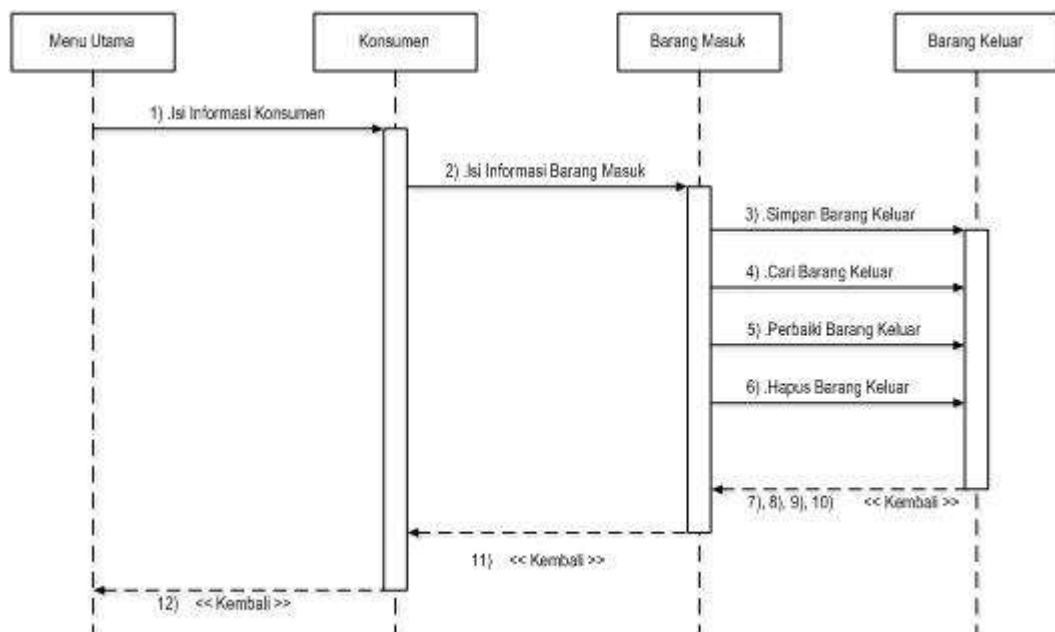 Menu Utama
Konsumen
Barang Masuk
Barang Keluar
1) .Isi Informasi Konsumen
2) .Isi Informasi Barang Masuk
3) .Simpan Barang Keluar
4) .Cari Barang Keluar
5) .Perbaiki Barang Keluar
6) .Hapus Barang Keluar
7), 8), 9), 10) << Kembali >>
11) << Kembali >>
12) << Kembali >>